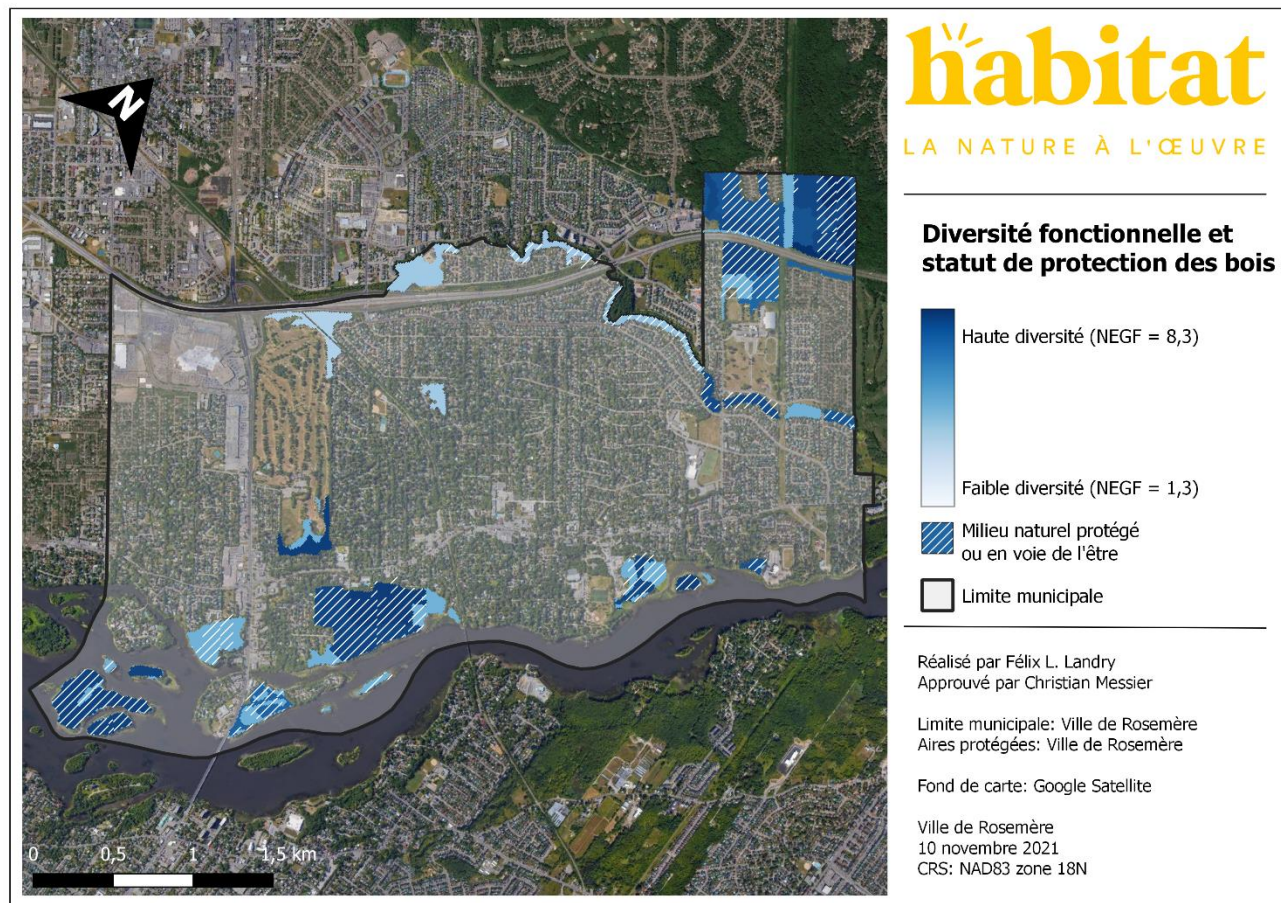 N
habitat
LA NATURE À L'ŒUVRE
Diversité fonctionnelle et
statut de protection des bois
Haute diversité (NEGF = 8,3)
Faible diversité (NEGF = 1,3)
Milieu naturel protégé
ou en voie de l'être
Limite municipale
Réalisé par Félix L. Landry
Approuvé par Christian Messier
Limite municipale: Ville de Rosemère
Aires protégées: Ville de Rosemère
Fond de carte: Google Satellite
Ville de Rosemère
10 novembre 2021
CRS: NAD83 zone 18N
0 0,5 1 1,5 km